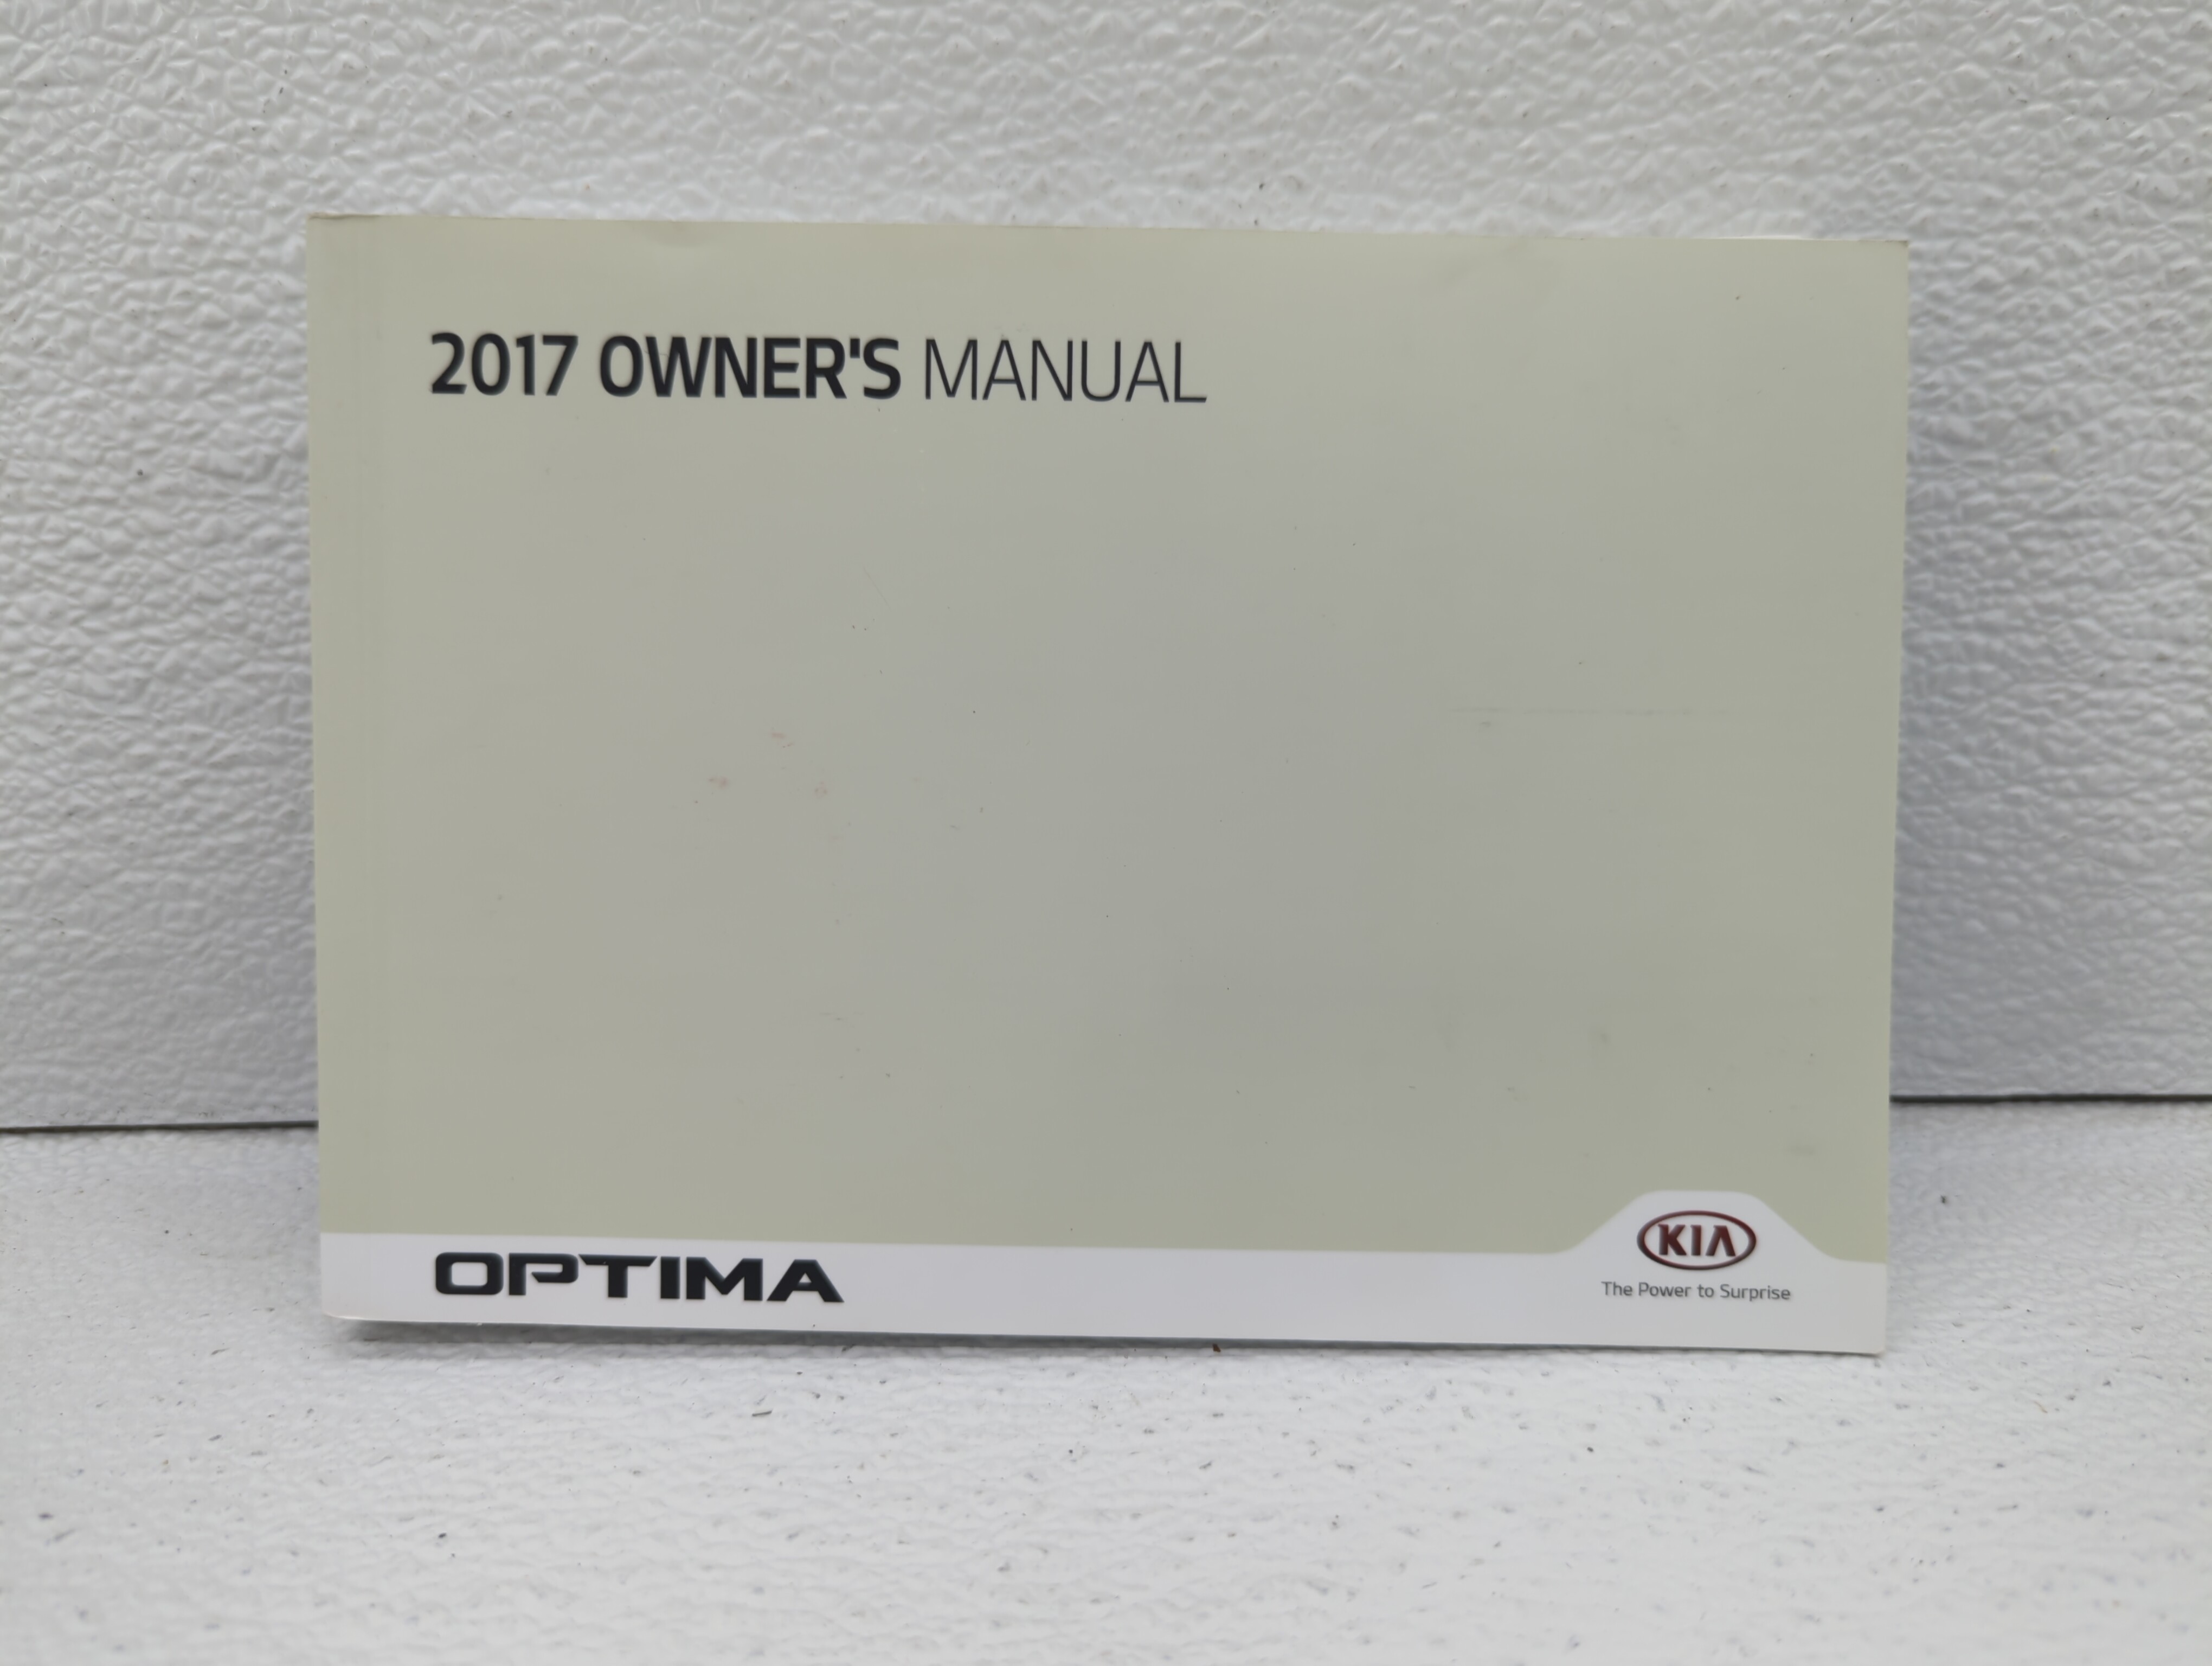 2017 OWNER'S MANUAL
OPTIMA
KIA
The Power to Surprise